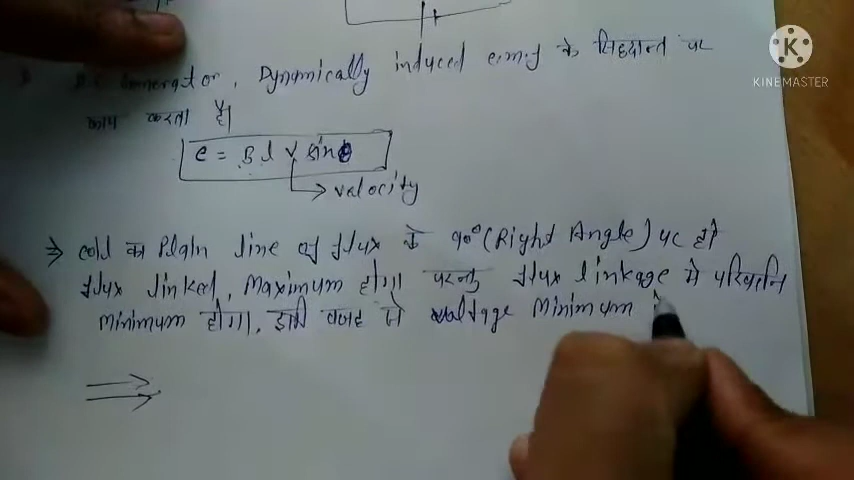 Generator, Dynamically induced e.m.f के सिद्दान्त पर
काम करता है।
e = B l v sinθ
velocity
⇒ coil का Plain line of flux के 90° (Right Angle) पर हो
flux linked, Maximum होगा परन्तु flux linkage मे परिवर्तन
minimum होगा, इसी वजह से voltage Minimum
K
KINEMASTER